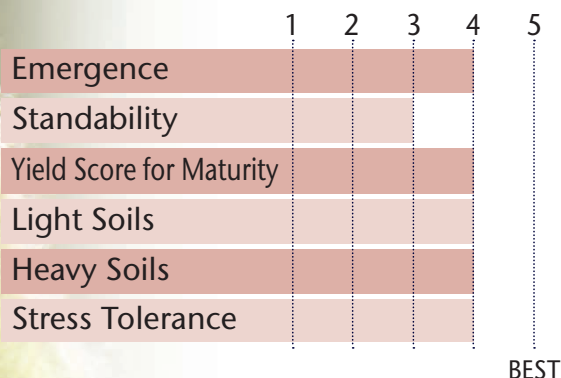 1 2 3 4 5
Emergence
Standability
Yield Score for Maturity
Light Soils
Heavy Soils
Stress Tolerance
BEST